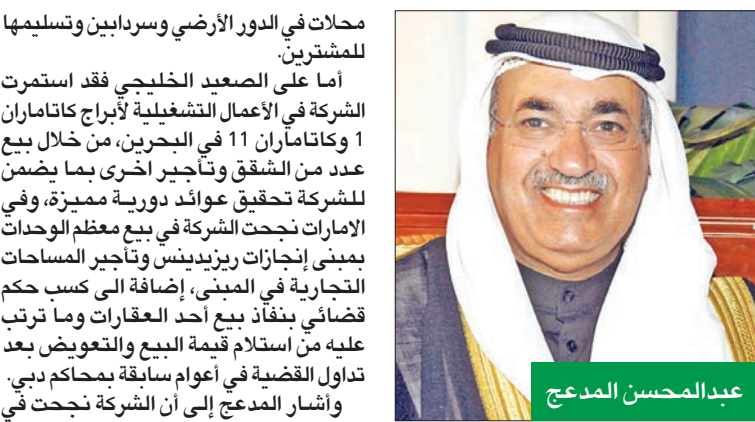 محلات في الدور الأرضي وسردابين وتسليمها
للمشترين.
أما على الصعيد الخليجي فقد استمرت
الشركة في الأعمال التشغيلية لأبراج كاتاماران
1 وكاتاماران 11 في البحرين، من خلال بيع
عدد من الشقق وتأجير اخرى بما يضمن
للشركة تحقيق عوائد دورية مميزة، وفي
الامارات نجحت الشركة في بيع معظم الوحدات
بمبنى إنجازات ريزيدينس وتأجير المساحات
التجارية في المبنى، إضافة الى كسب حكم
قضائي بنفاذ بيع أحد العقارات وما ترتب
عليه من استلام قيمة البيع والتعويض بعد
تداول القضية في أعوام سابقة بمحاكم دبي.
وأشار المدعج إلى أن الشركة نجحت في
عبدالمحسن المدعج